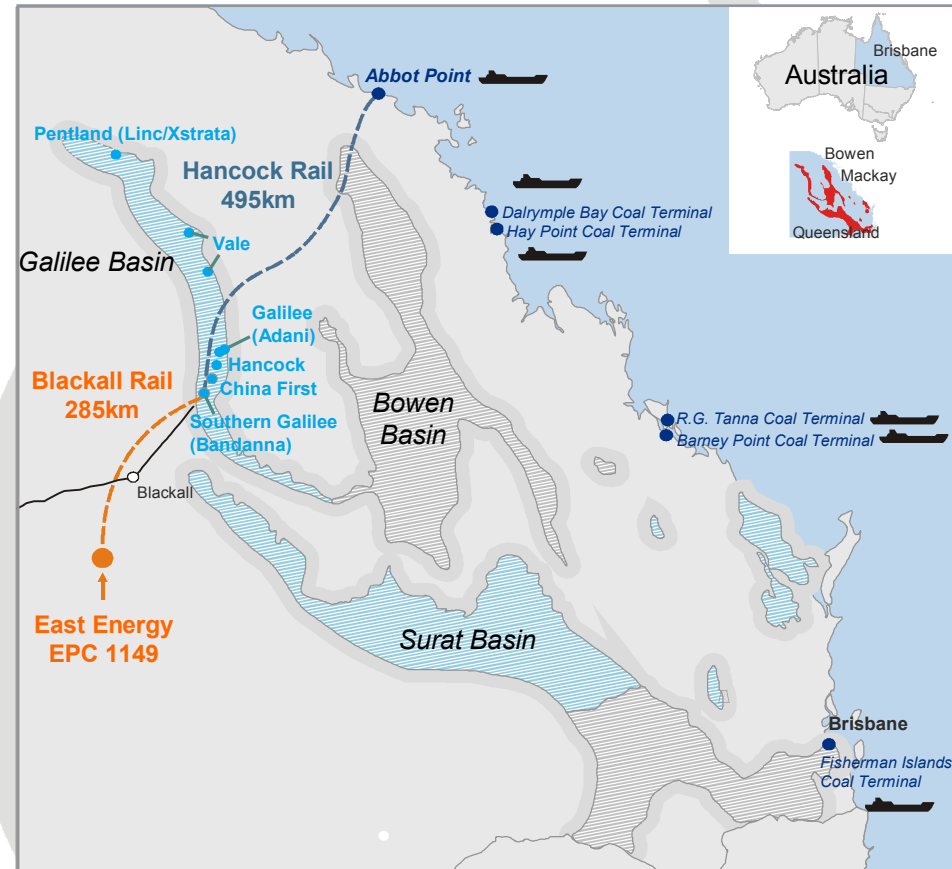 Brisbane
Australia
Bowen
Mackay
Queensland
Abbot Point
Pentland (Linc/Xstrata)
Hancock Rail
495km
Dalrymple Bay Coal Terminal
Hay Point Coal Terminal
Vale
Galilee Basin
Galilee
(Adani)
Hancock
China First
Blackall Rail
285km
Southern Galilee
(Bandanna)
Bowen
Basin
R.G. Tanna Coal Terminal
Barney Point Coal Terminal
Blackall
East Energy
EPC 1149
Surat Basin
Brisbane
Fisherman Islands
Coal Terminal